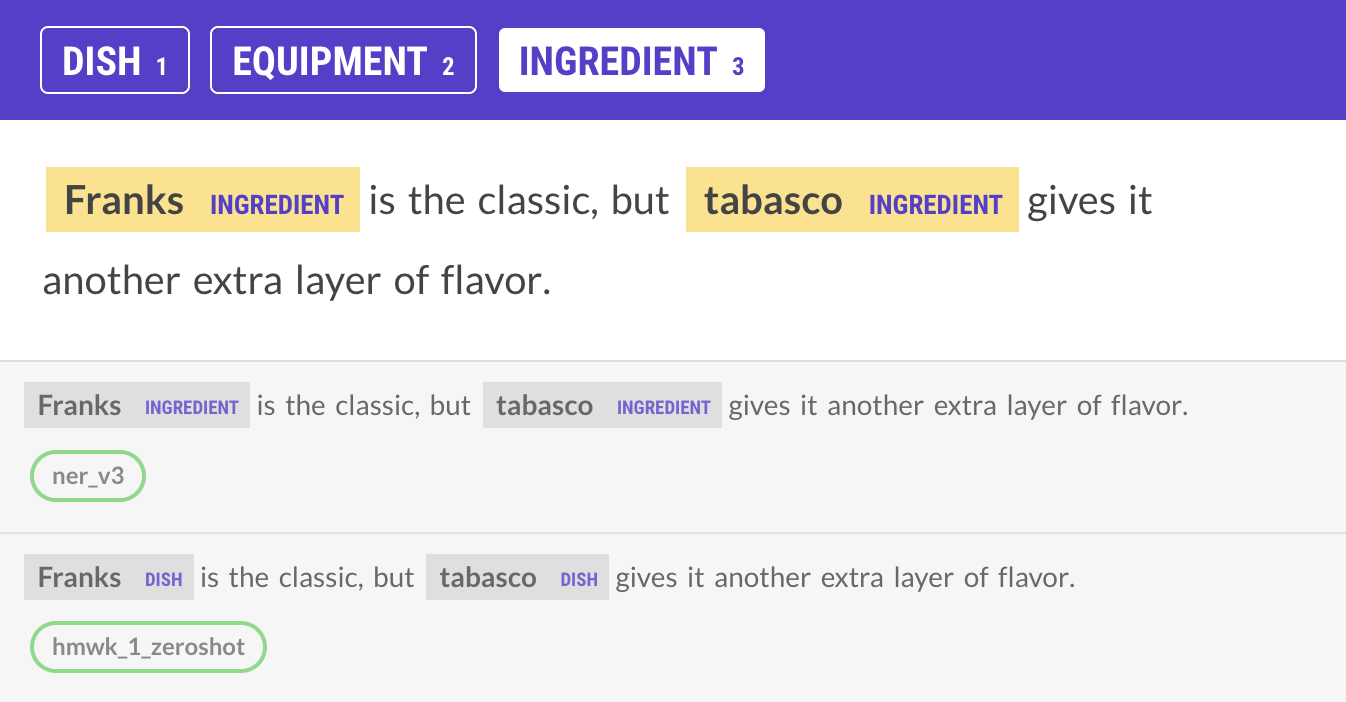 DISH 1 EQUIPMENT 2 INGREDIENT 3
Franks INGREDIENT is the classic, but tabasco INGREDIENT gives it
another extra layer of flavor.
Franks INGREDIENT is the classic, but tabasco INGREDIENT gives it another extra layer of flavor.
ner_v3
Franks DISH is the classic, but tabasco DISH gives it another extra layer of flavor.
hmwk_1_zeroshot